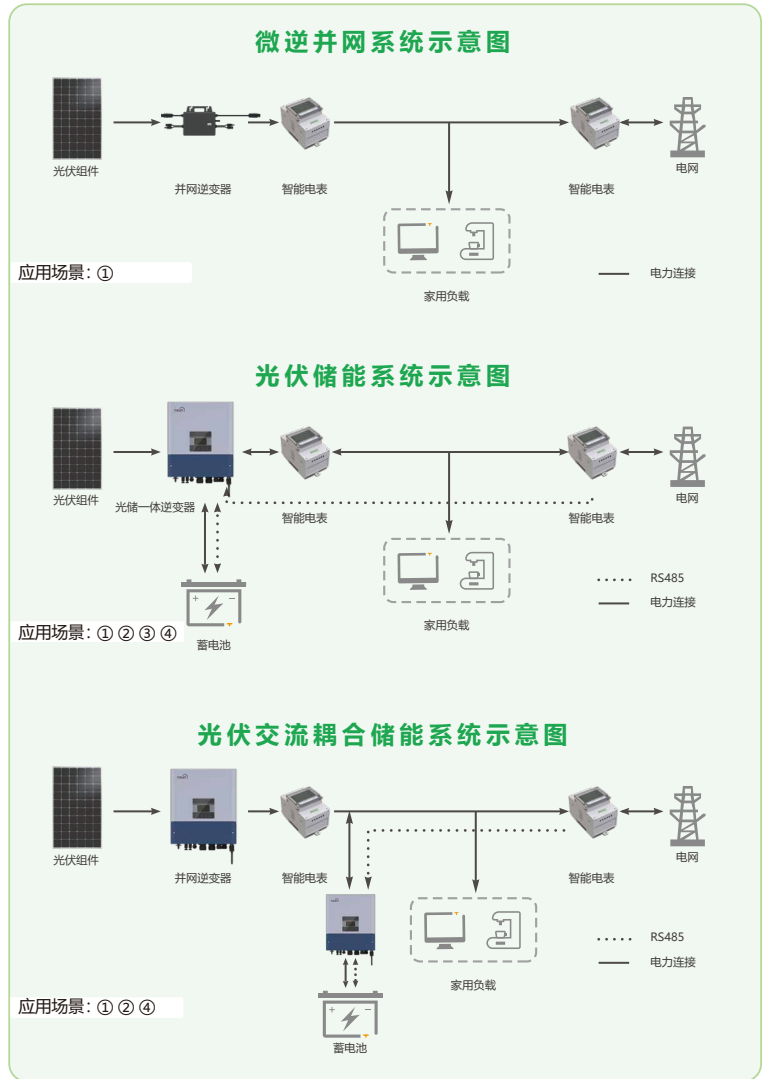 微逆并网系统示意图
光伏组件
并网逆变器
智能电表
智能电表
电网
家用负载
应用场景：①
电力连接
光伏储能系统示意图
光伏组件
光储一体逆变器
智能电表
智能电表
电网
家用负载
蓄电池
RS485
电力连接
应用场景：① ② ③ ④
光伏交流耦合储能系统示意图
光伏组件
并网逆变器
智能电表
智能电表
电网
家用负载
蓄电池
RS485
电力连接
应用场景：① ② ④